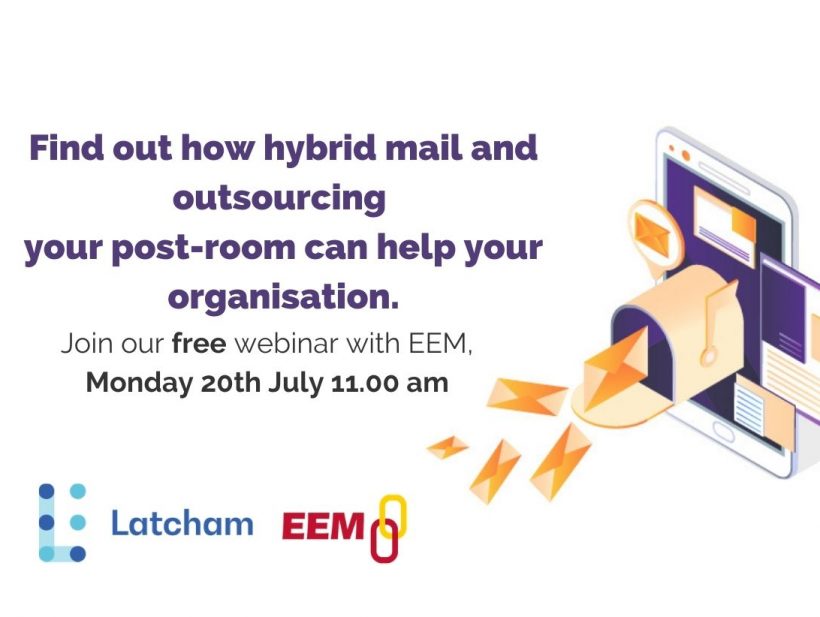 Find out how hybrid mail and
outsourcing
your post-room can help your
organisation.
Join our free webinar with EEM,
Monday 20th July 11.00 am
Latcham
EEM